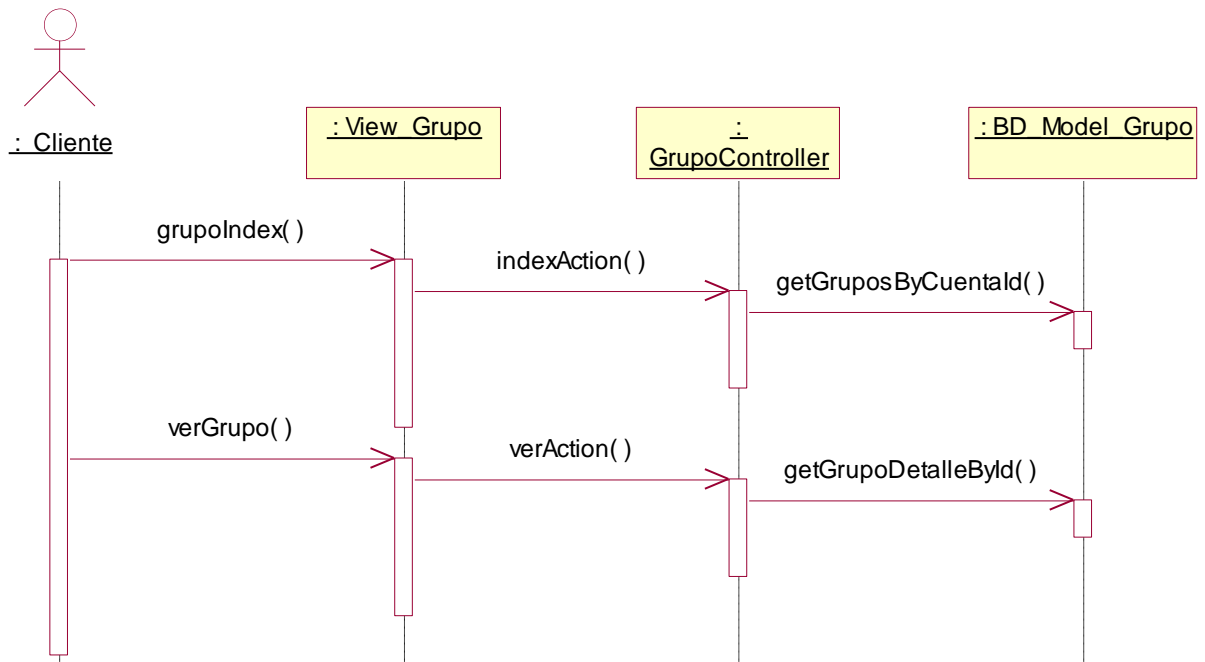 : Cliente
: View_Grupo
:
GrupoController
: BD_Model_Grupo
grupoIndex( )
indexAction( )
getGruposByCuentaId( )
verGrupo( )
verAction( )
getGrupoDetalleById( )